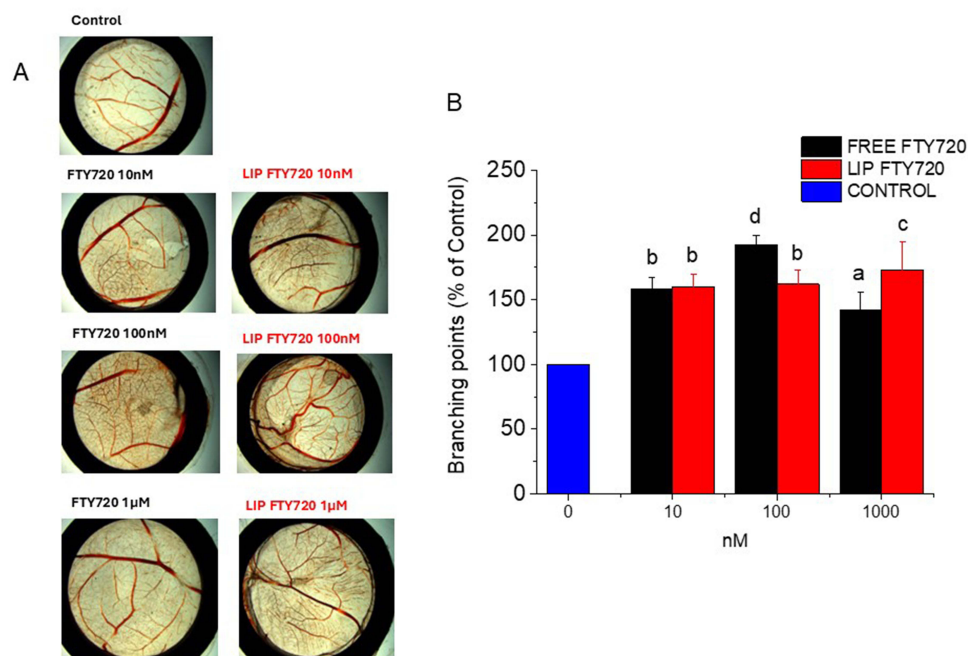 Control
A
FTY720 10nM
LIP FTY720 10nM
FTY720 100nM
LIP FTY720 100nM
FTY720 1µM
LIP FTY720 1µM
B
FREE FTY720
LIP FTY720
CONTROL
Branching points (% of Control)
250
200
150
100
50
0
b
b
d
b
a
c
0
10
100
1000
nM